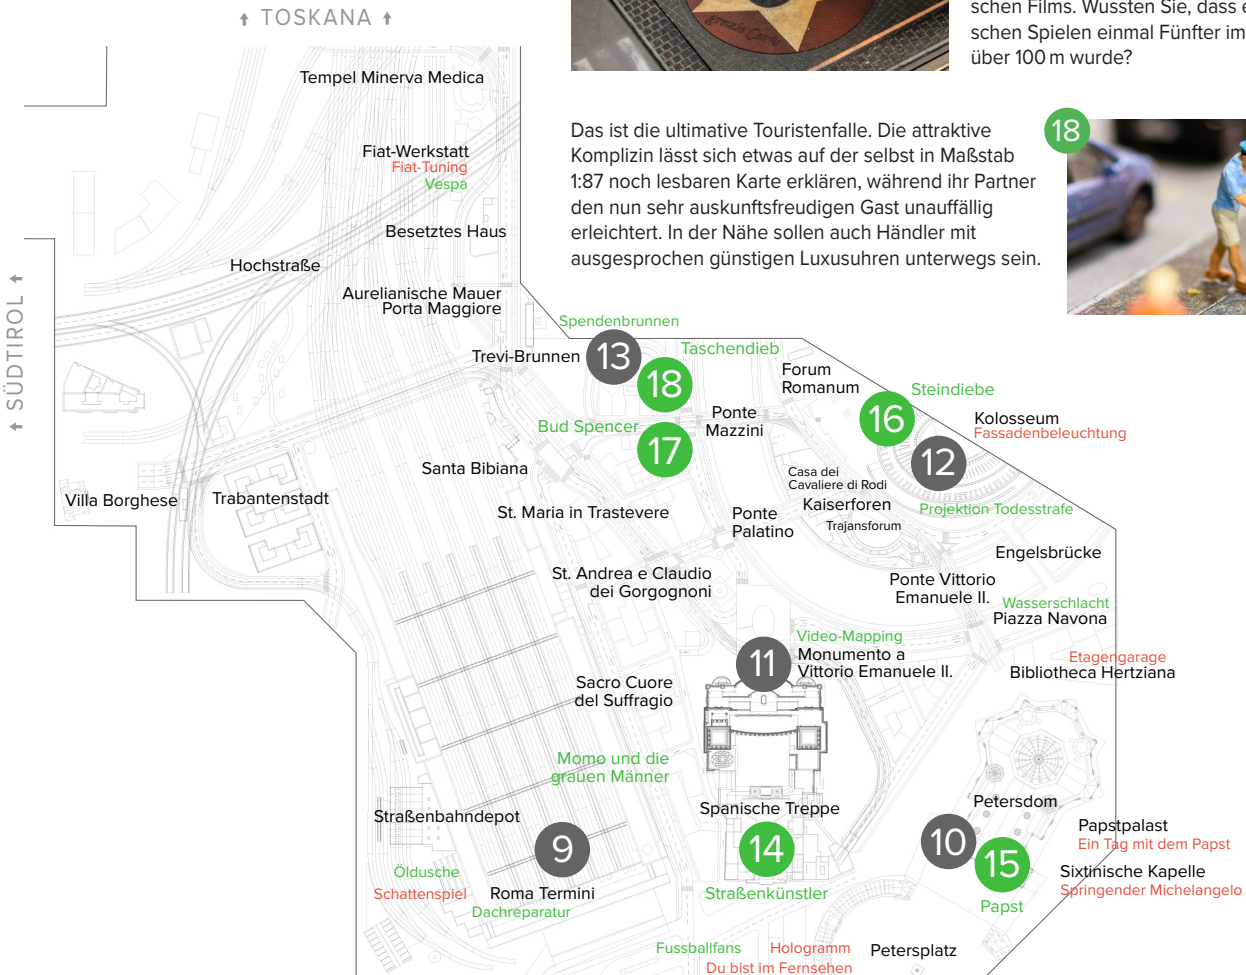 ↑ TOSKANA ↑
↑ SÜDTIROL ↑
grazie Carlo
schen Films. Wussten Sie, dass e
schen Spielen einmal Fünfter im
über 100 m wurde?
Das ist die ultimative Touristenfalle. Die attraktive
Komplizin lässt sich etwas auf der selbst in Maßstab
1:87 noch lesbaren Karte erklären, während ihr Partner
den nun sehr auskunftsfreudigen Gast unauffällig
erleichtert. In der Nähe sollen auch Händler mit
ausgesprochen günstigen Luxusuhren unterwegs sein.
18
Tempel Minerva Medica
Fiat-Werkstatt
Fiat-Tuning
Vespa
Besetztes Haus
Hochstraße
Aurelianische Mauer
Porta Maggiore
Spendenbrunnen
Trevi-Brunnen
13
Taschendieb
18
Forum
Romanum
Steindiebe
16
Kolosseum
Fassadenbeleuchtung
12
Ponte
Mazzini
Bud Spencer
17
Santa Bibiana
Casa dei
Cavaliere di Rodi
Kaiserforen
Trajansforum
Projektion Todesstrafe
Villa Borghese
Trabantenstadt
St. Maria in Trastevere
Ponte
Palatino
Engelsbrücke
St. Andrea e Claudio
dei Gorgognoni
Ponte Vittorio
Emanuele II.
Wasserschlacht
Piazza Navona
Video-Mapping
11
Monumento a
Vittorio Emanuele II.
Etagengarage
Bibliotheca Hertziana
Sacro Cuore
del Suffragio
Momo und die
grauen Männer
Spanische Treppe
14
Straßenkünstler
Petersdom
10
15
Papst
Papstpalast
Ein Tag mit dem Papst
Sixtinische Kapelle
Springender Michelangelo
Straßenbahndepot
9
Öldusche
Schattenspiel
Roma Termini
Dachreparatur
Fussballfans
Hologramm
Du bist im Fernsehen
Petersplatz